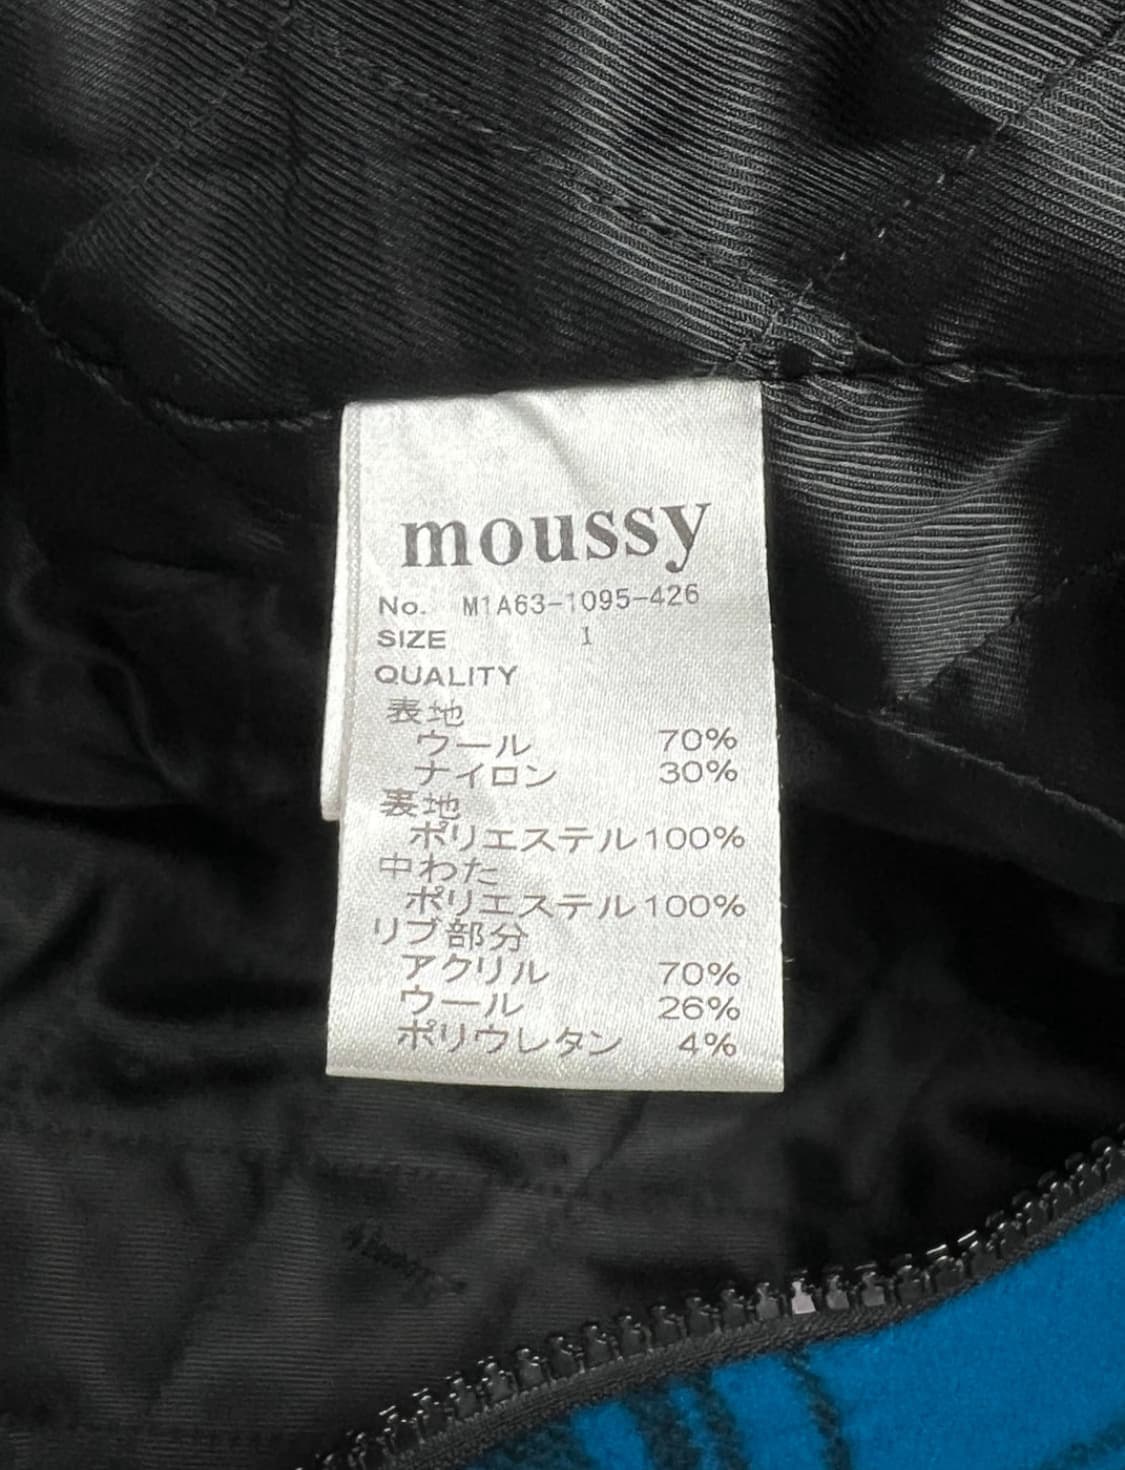 moussy
No. M1A63-1095-426
SIZE 1
QUALITY
表地
ウール 70%
ナイロン 30%
裏地
ポリエステル100%
中わた
ポリエステル100%
リブ部分
アクリル 70%
ウール 26%
ポリウレタン 4%